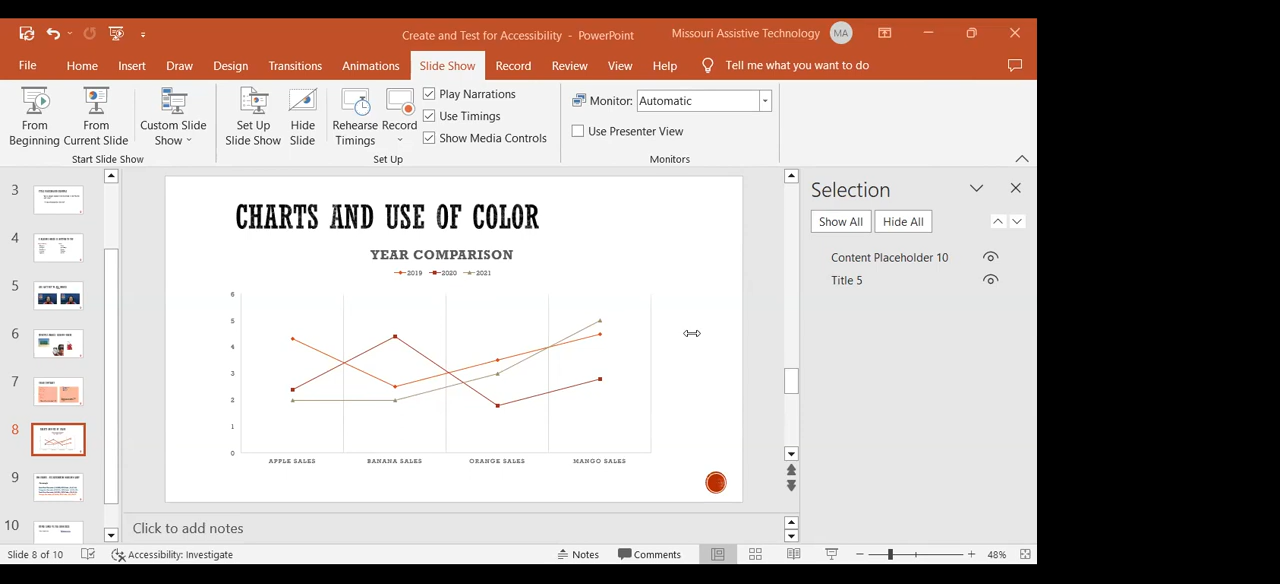 Create and Test for Accessibility - PowerPoint
Missouri Assistive Technology
MA
File Home Insert Draw Design Transitions Animations Slide Show Record Review View Help Tell me what you want to do
From Beginning
From Current Slide
Custom Slide Show
Start Slide Show
Set Up Slide Show
Hide Slide
Rehearse Timings
Record
Play Narrations
Use Timings
Show Media Controls
Set Up
Monitor: Automatic
Use Presenter View
Monitors
3
4
5
6
7
8
9
10
CHARTS AND USE OF COLOR
YEAR COMPARISON
2019 2020 2021
6
5
4
3
2
1
0
APPLE SALES BANANA SALES ORANGE SALES MANGO SALES
Selection
Show All Hide All
Content Placeholder 10
Title 5
Click to add notes
Slide 8 of 10 Accessibility: Investigate Notes Comments 48%